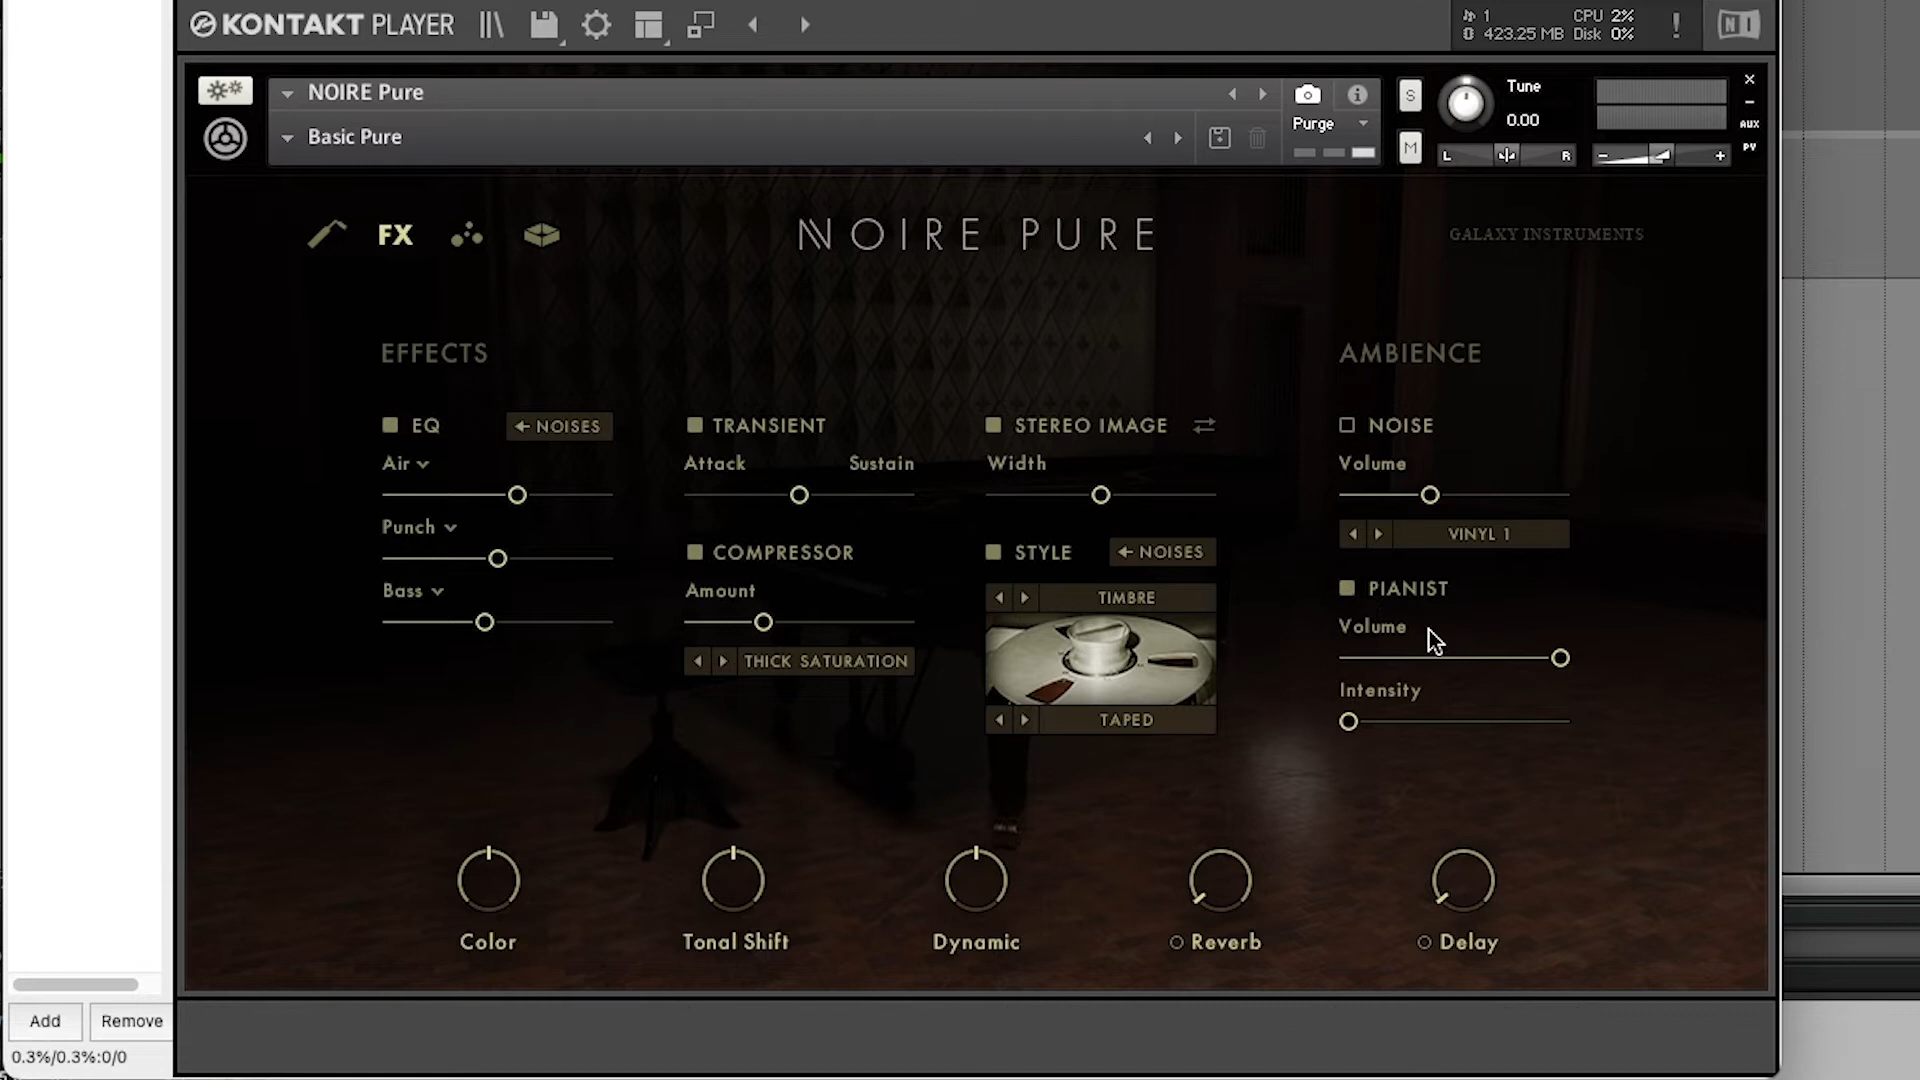 KONTAKT PLAYER
1 CPU 2%
0 423.25 MB Disk 0%
NI
NOIRE Pure
Purge
S
Tune
0.00
AUX
PV
Basic Pure
M
L R
− +
FX
NOIRE PURE
GALAXY INSTRUMENTS
EFFECTS
AMBIENCE
EQ NOISES TRANSIENT STEREO IMAGE NOISE
Air Attack Sustain Width Volume
Punch
VINYL 1
COMPRESSOR STYLE NOISES
Bass Amount TIMBRE PIANIST
Volume
THICK SATURATION
Intensity
TAPED
Color Tonal Shift Dynamic Reverb Delay
Add Remove
0.3%/0.3%:0/0